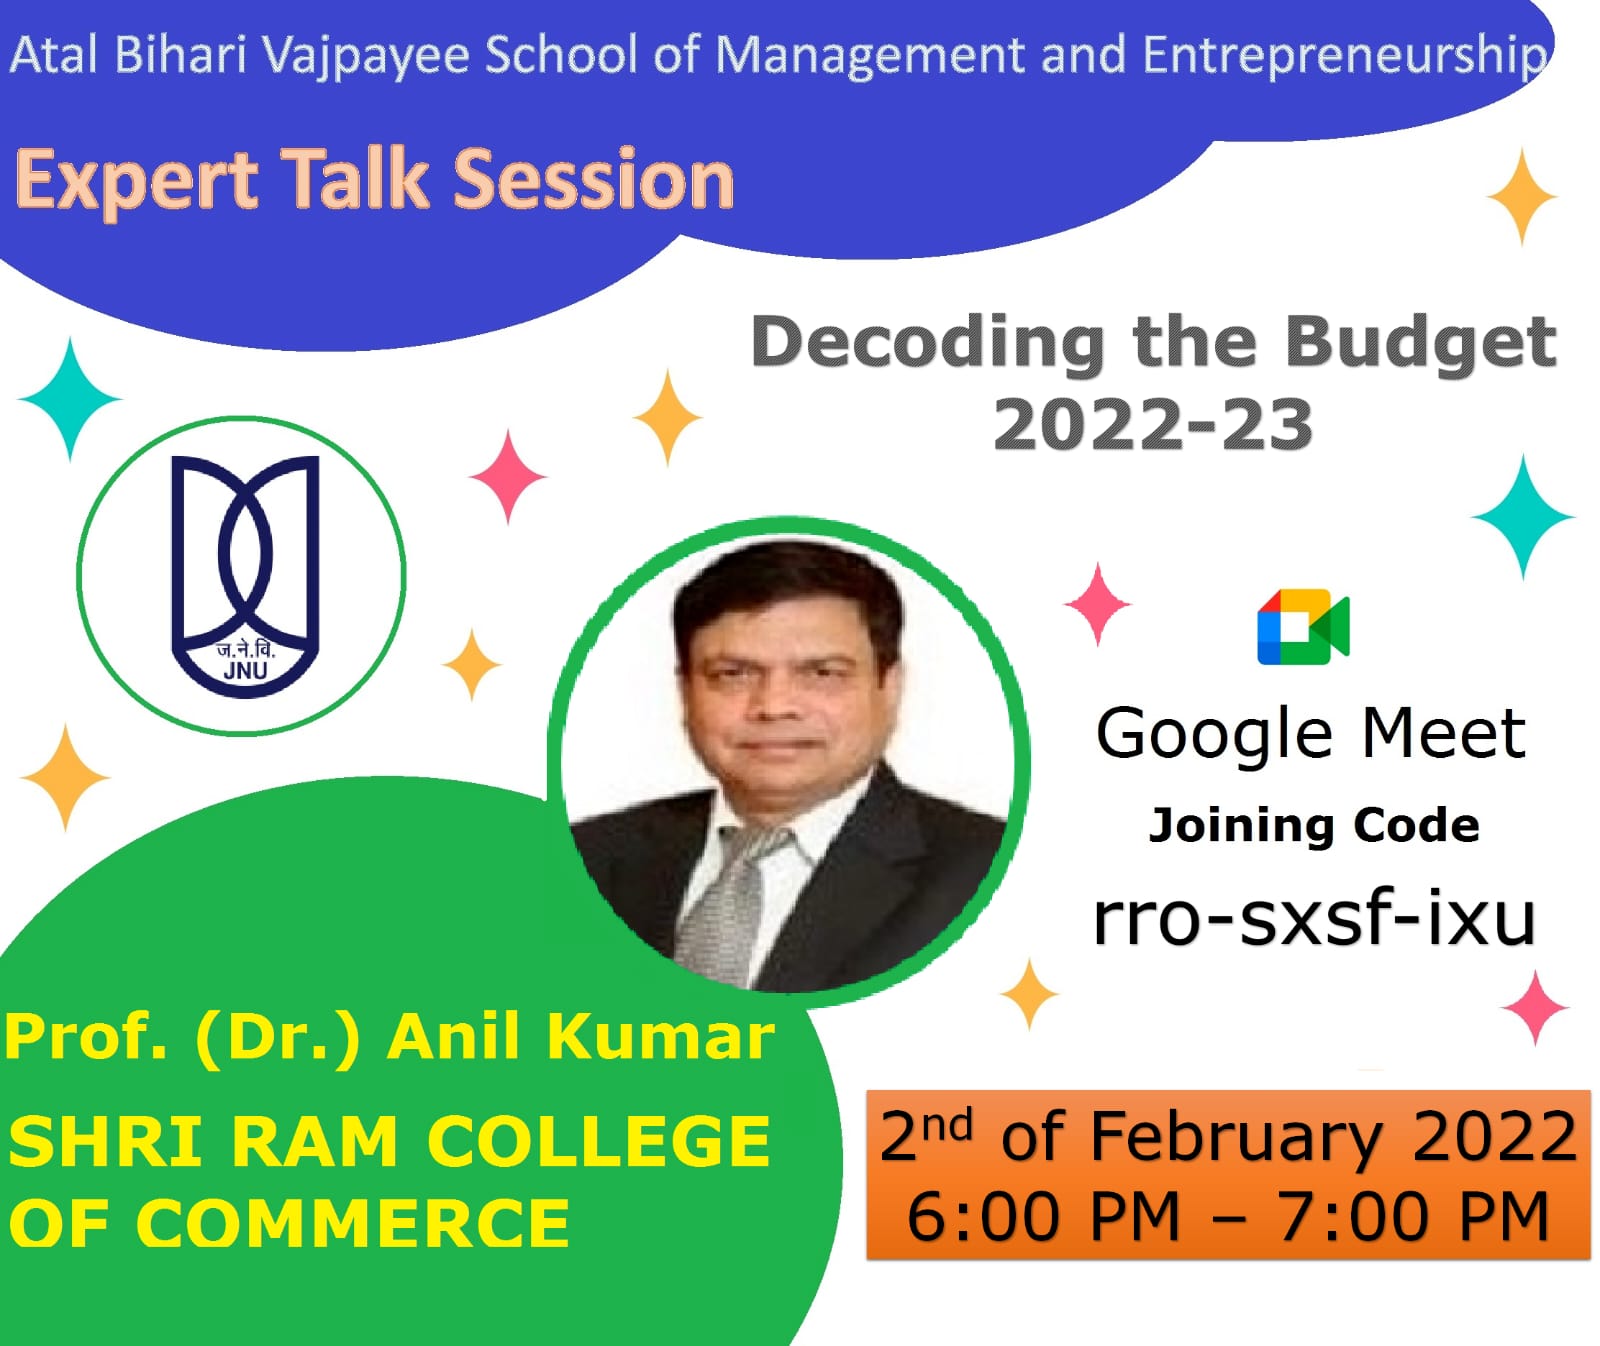 Atal Bihari Vajpayee School of Management and Entrepreneurship
Expert Talk Session
Decoding the Budget
2022-23
ज.ने.वि.
JNU
Google Meet
Joining Code
rro-sxsf-ixu
Prof. (Dr.) Anil Kumar
SHRI RAM COLLEGE
OF COMMERCE
2nd of February 2022
6:00 PM – 7:00 PM